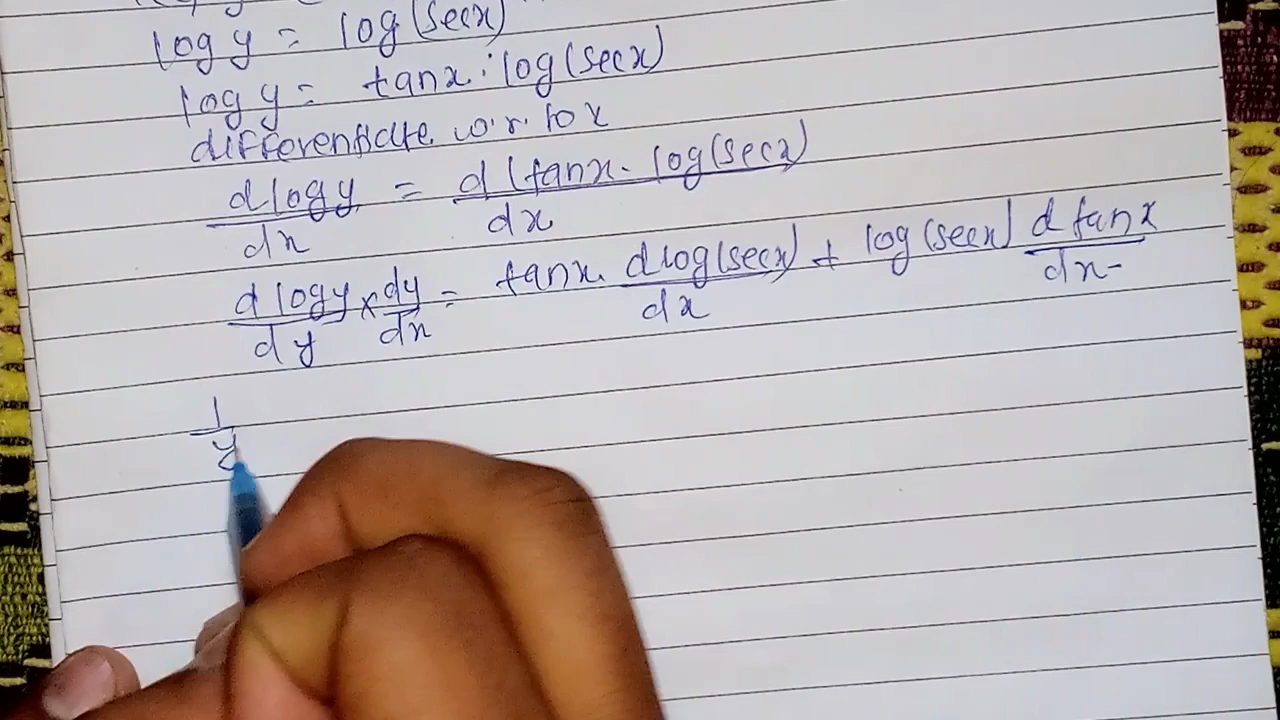 log y = log(secx)
log y = tanx . log(secx)
differentiate w.r. to x
d log y / dx = d (tanx . log(secx) / dx
d log y / dy × dy / dx = tanx . d log(secx) / dx + log(secx) d tanx / dx
1 / y